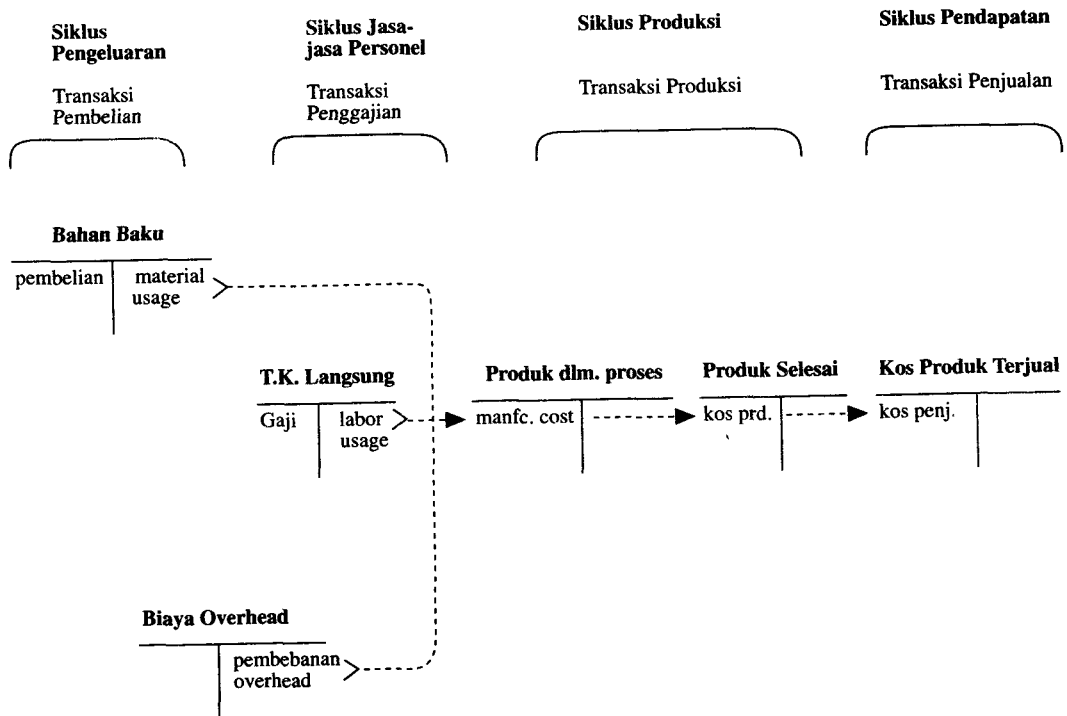 Siklus
Pengeluaran
Transaksi
Pembelian
Siklus Jasa-
jasa Personel
Transaksi
Penggajian
Siklus Produksi
Transaksi Produksi
Siklus Pendapatan
Transaksi Penjualan
Bahan Baku
pembelian
material
usage
T.K. Langsung
Gaji
labor
usage
Produk dlm. proses
manfc. cost
Produk Selesai
kos prd.
Kos Produk Terjual
kos penj.
Biaya Overhead
pembebanan
overhead